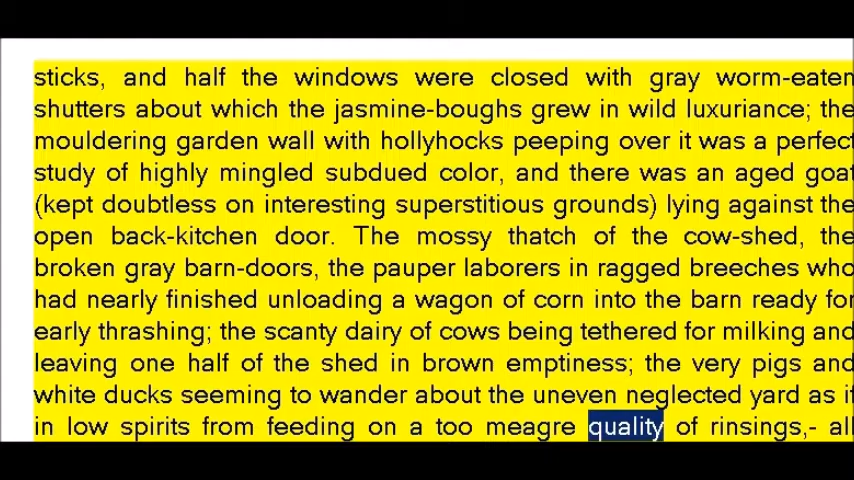 sticks, and half the windows were closed with gray worm-eaten
shutters about which the jasmine-boughs grew in wild luxuriance; the
mouldering garden wall with hollyhocks peeping over it was a perfect
study of highly mingled subdued color, and there was an aged goat
(kept doubtless on interesting superstitious grounds) lying against the
open back-kitchen door. The mossy thatch of the cow-shed, the
broken gray barn-doors, the pauper laborers in ragged breeches who
had nearly finished unloading a wagon of corn into the barn ready for
early thrashing; the scanty dairy of cows being tethered for milking and
leaving one half of the shed in brown emptiness; the very pigs and
white ducks seeming to wander about the uneven neglected yard as if
in low spirits from feeding on a too meagre quality of rinsings,- all